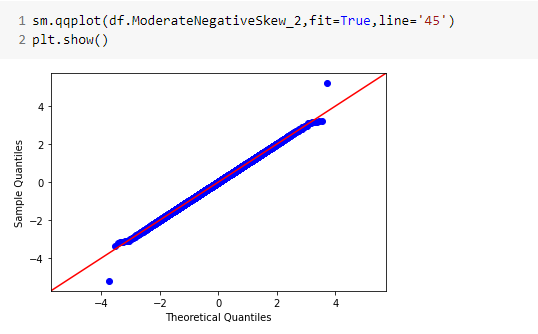 1 sm.qqplot(df.ModerateNegativeSkew_2,fit=True,line='45')
2 plt.show()
4
2
0
−2
−4
Sample Quantiles
−4 −2 0 2 4
Theoretical Quantiles